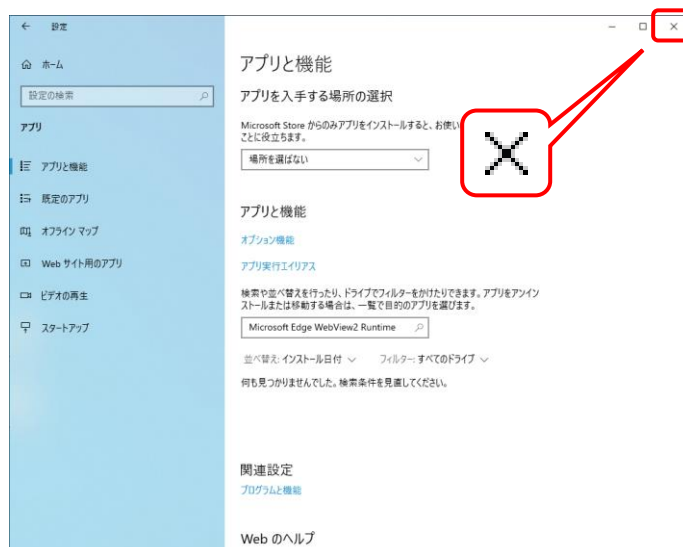 設定
ホーム
設定の検索
アプリ
アプリと機能
既定のアプリ
オフライン マップ
Web サイト用のアプリ
ビデオの再生
スタートアップ
アプリと機能
アプリを入手する場所の選択
Microsoft Store からのみアプリをインストールすると、お使い
ことに役立ちます。
場所を選ばない
アプリと機能
オプション機能
アプリ実行エイリアス
検索や並べ替えを行ったり、ドライブでフィルターをかけたりできます。アプリをアンイン
ストールまたは移動する場合は、一覧で目的のアプリを選びます。
Microsoft Edge WebView2 Runtime
並べ替え: インストール日付 フィルター: すべてのドライブ
何も見つかりませんでした。検索条件を見直してください。
関連設定
プログラムと機能
Web のヘルプ